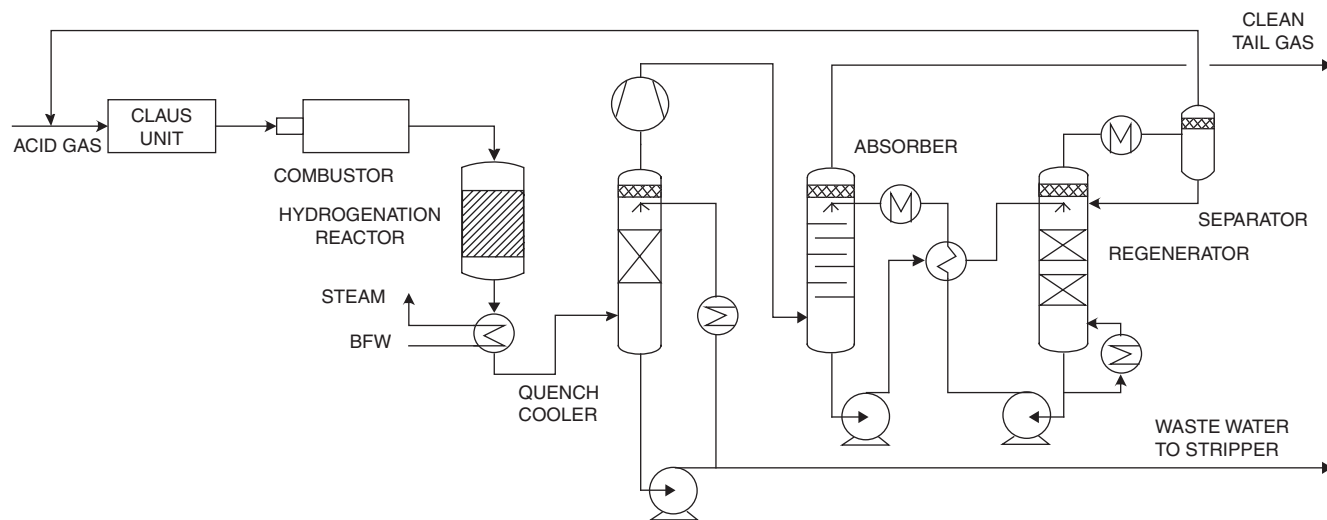 CLEAN
TAIL GAS
CLAUS
UNIT
ACID GAS
COMBUSTOR
ABSORBER
HYDROGENATION
REACTOR
SEPARATOR
REGENERATOR
STEAM
BFW
QUENCH
COOLER
WASTE WATER
TO STRIPPER